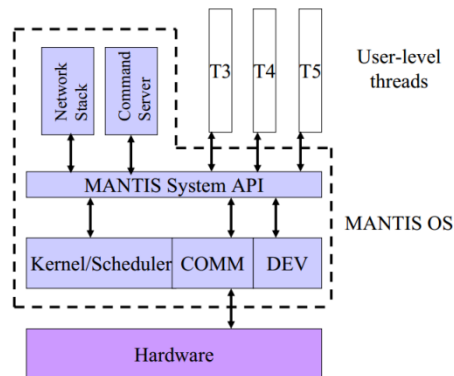 Network
Stack
Command
Server
T3
T4
T5
User-level
threads
MANTIS System API
MANTIS OS
Kernel/Scheduler
COMM
DEV
Hardware